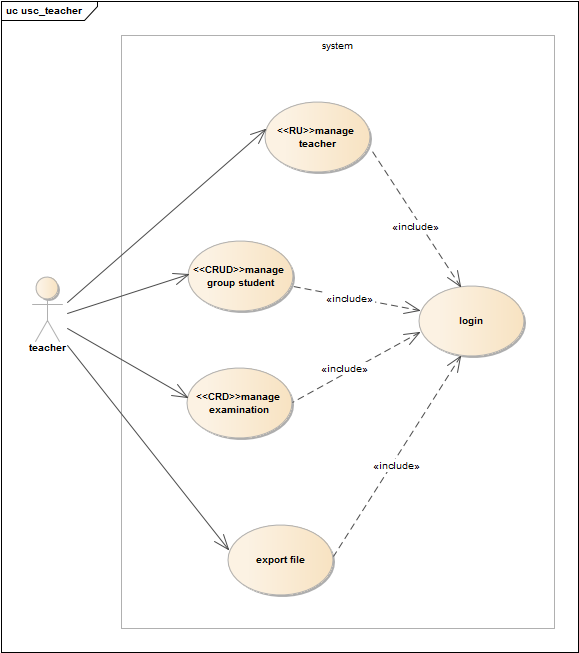 uc usc_teacher
system
<<RU>>manage
teacher
«include»
<<CRUD>>manage
group student
«include»
login
teacher
«include»
<<CRD>>manage
examination
«include»
export file